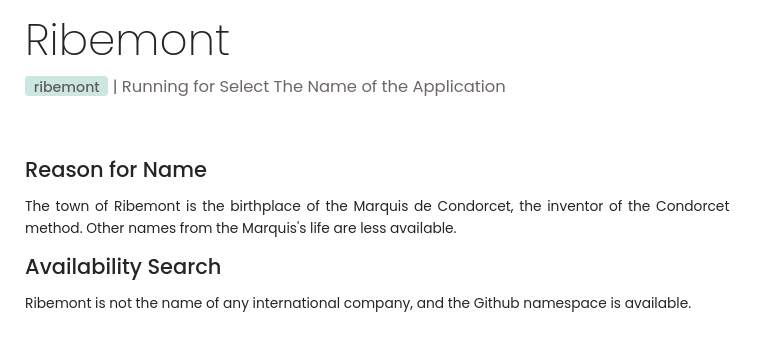 Ribemont
ribemont | Running for Select The Name of the Application
Reason for Name
The town of Ribemont is the birthplace of the Marquis de Condorcet, the inventor of the Condorcet
method. Other names from the Marquis's life are less available.
Availability Search
Ribemont is not the name of any international company, and the Github namespace is available.